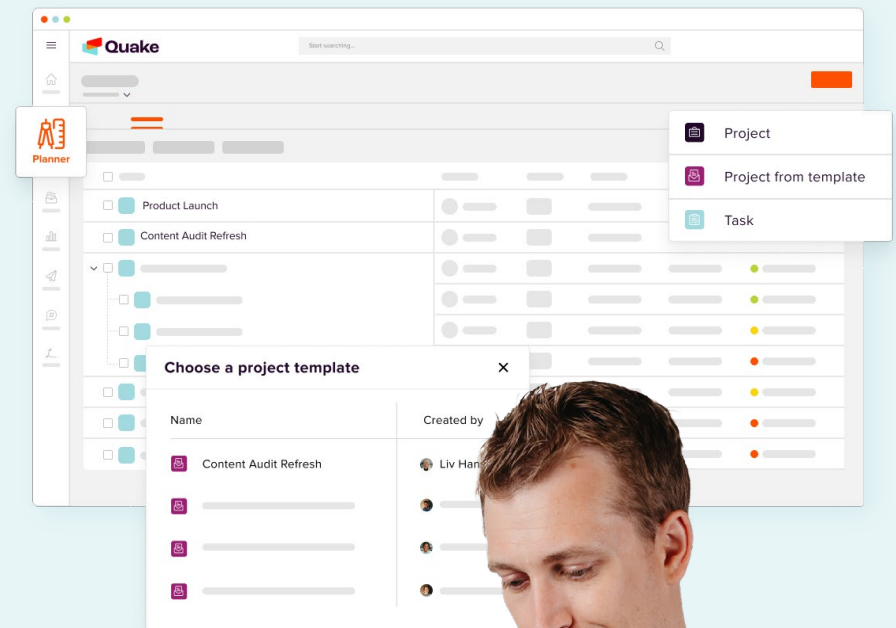 Quake
Start searching...
Planner
Project
Project from template
Task
Product Launch
Content Audit Refresh
Choose a project template
Name
Created by
Content Audit Refresh
Liv